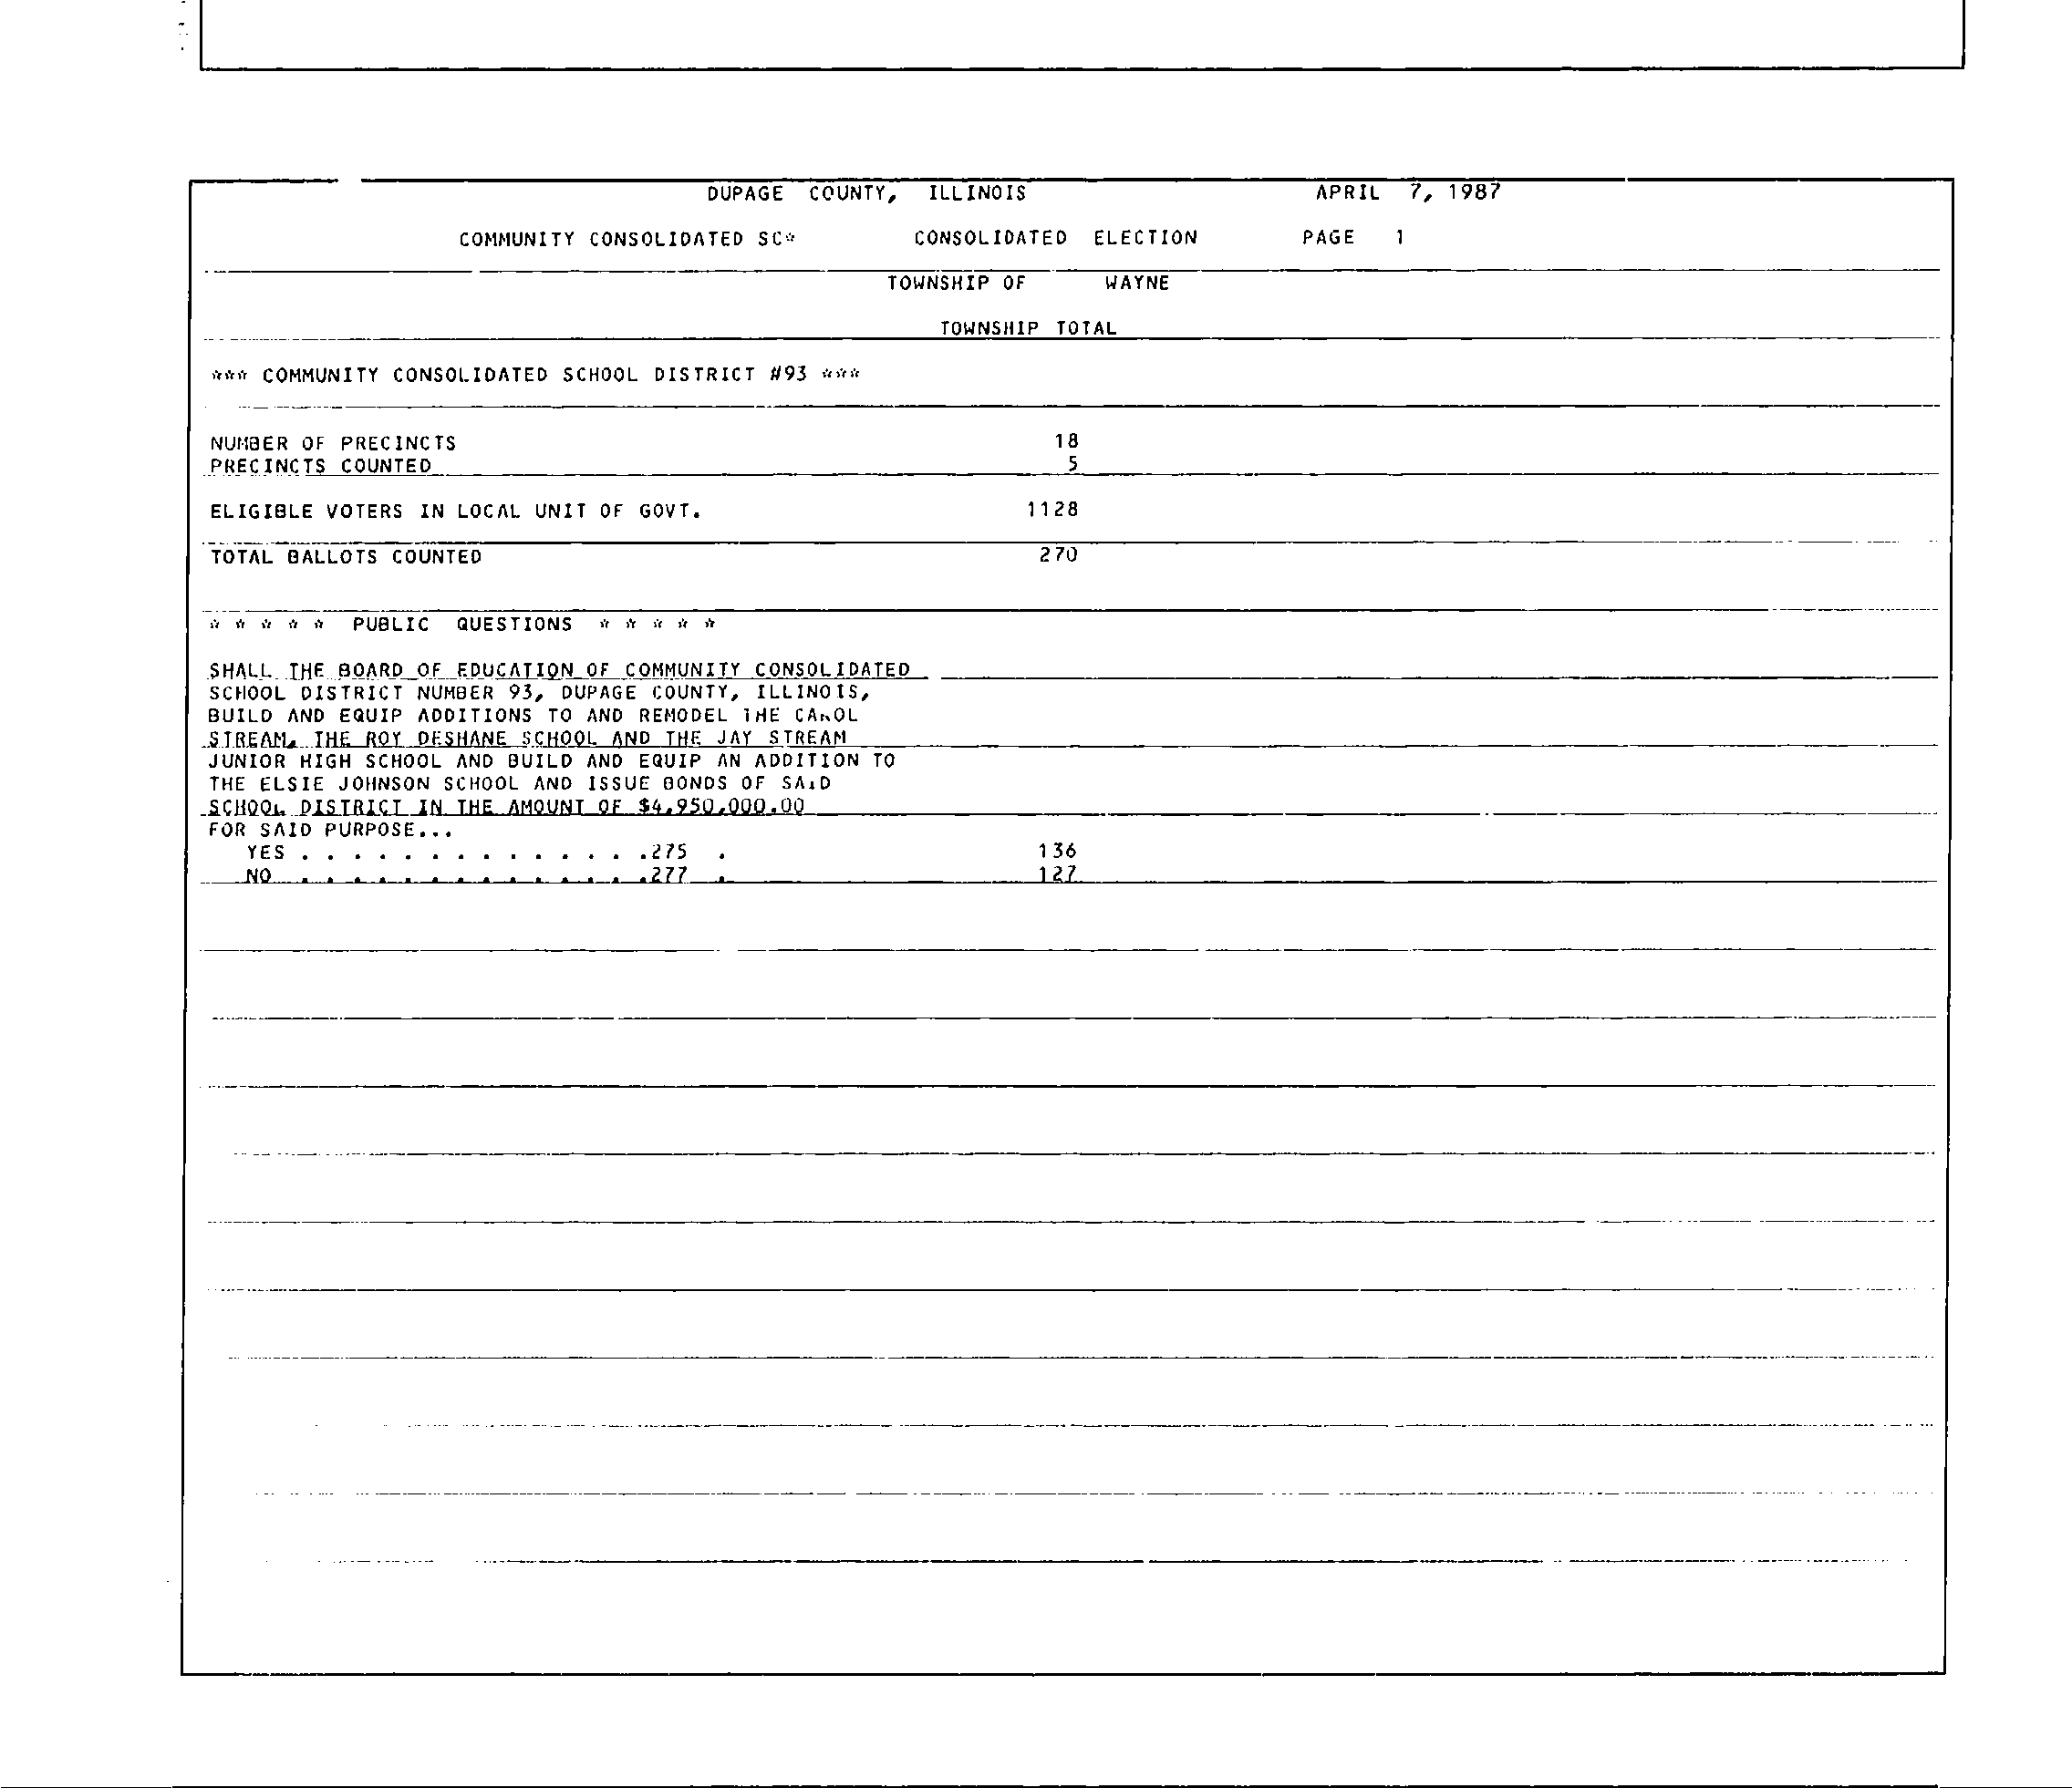 DUPAGE COUNTY, ILLINOIS APRIL 7, 1987
COMMUNITY CONSOLIDATED SC* CONSOLIDATED ELECTION PAGE 1
TOWNSHIP OF WAYNE
TOWNSHIP TOTAL
*** COMMUNITY CONSOLIDATED SCHOOL DISTRICT #93 ***
NUMBER OF PRECINCTS 18
PRECINCTS COUNTED 5
ELIGIBLE VOTERS IN LOCAL UNIT OF GOVT. 1128
TOTAL BALLOTS COUNTED 270
* * * * * PUBLIC QUESTIONS * * * * *
SHALL THE BOARD OF EDUCATION OF COMMUNITY CONSOLIDATED
SCHOOL DISTRICT NUMBER 93, DUPAGE COUNTY, ILLINOIS,
BUILD AND EQUIP ADDITIONS TO AND REMODEL THE CAROL
STREAM, THE ROY DESHANE SCHOOL AND THE JAY STREAM
JUNIOR HIGH SCHOOL AND BUILD AND EQUIP AN ADDITION TO
THE ELSIE JOHNSON SCHOOL AND ISSUE BONDS OF SAID
SCHOOL DISTRICT IN THE AMOUNT OF $4,950,000.00
FOR SAID PURPOSE...
YES . . . . . . . . . . . . . .275 . 136
NO . . . . . . . . . . . . . .277 . 127